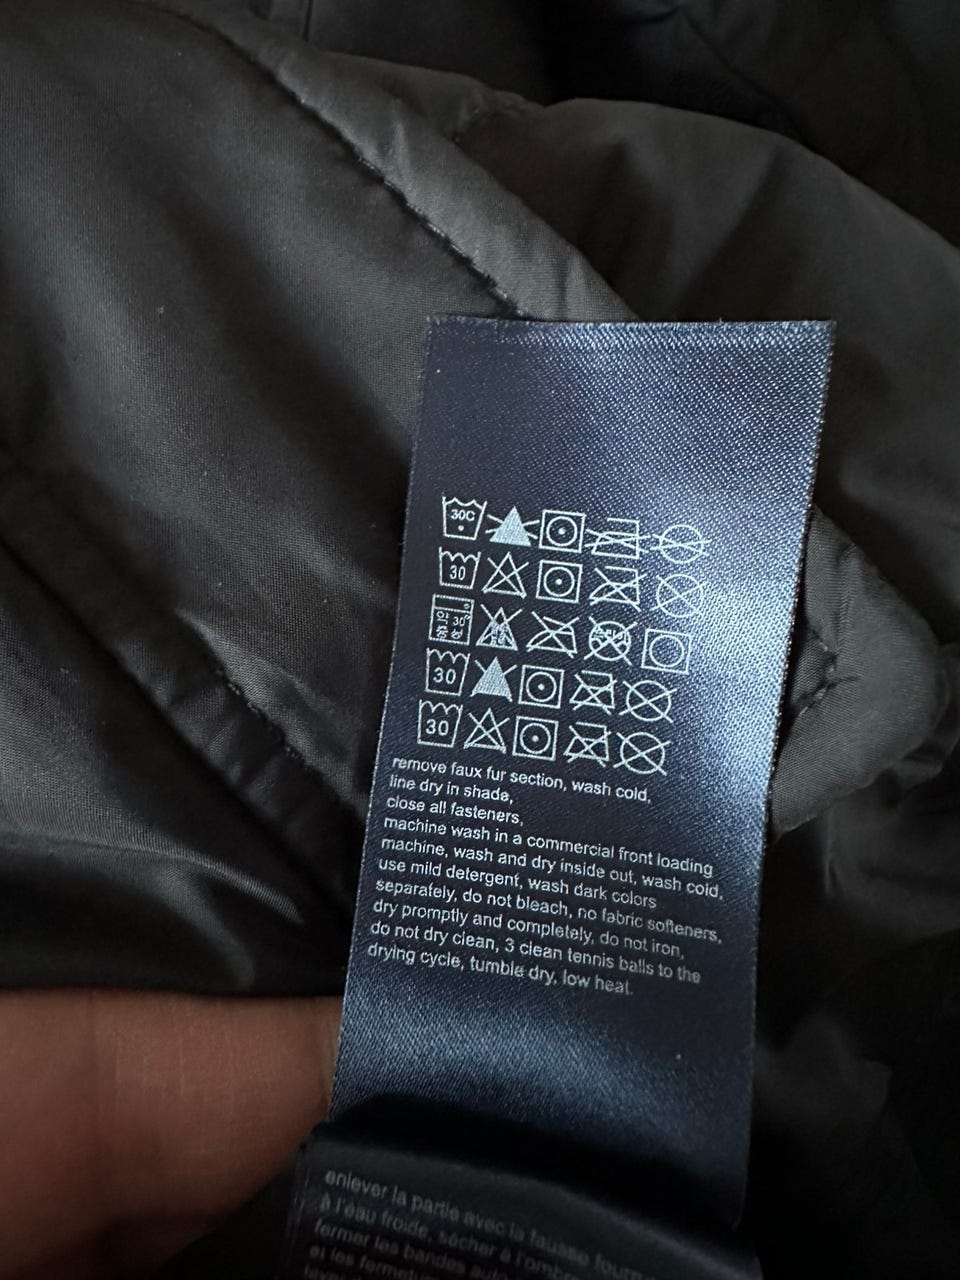 30C
30
30°
30
30
remove faux fur section, wash cold,
line dry in shade,
close all fasteners,
machine wash in a commercial front loading
machine, wash and dry inside out, wash cold,
use mild detergent, wash dark colors
separately, do not bleach, no fabric softeners,
dry promptly and completely, do not iron,
do not dry clean, 3 clean tennis balls to the
drying cycle, tumble dry, low heat.
enlever la partie avec la fausse
à l'eau froide, sécher à l'ombre
fermer les bandes auto
et les